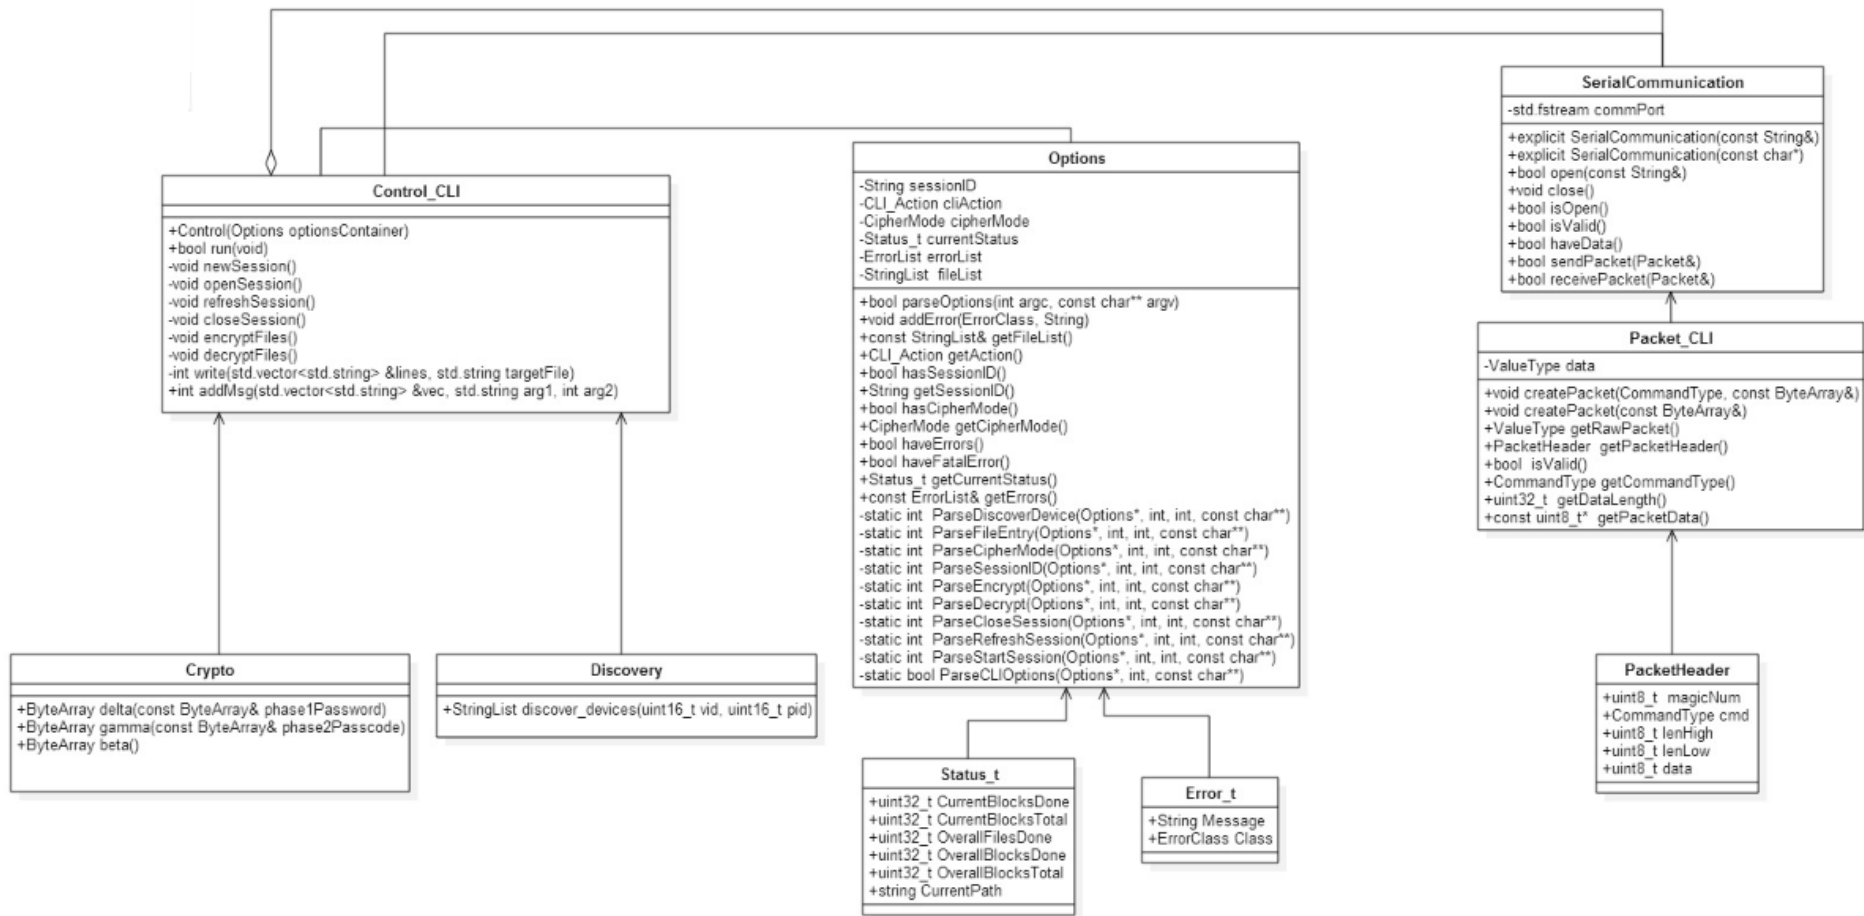 SerialCommunication
-std.fstream commPort
+explicit SerialCommunication(const String&)
+explicit SerialCommunication(const char*)
+bool open(const String&)
+void close()
+bool isOpen()
+bool isValid()
+bool haveData()
+bool sendPacket(Packet&)
+bool receivePacket(Packet&)
Options
-String sessionID
-CLI_Action cliAction
-CipherMode cipherMode
-Status_t currentStatus
-ErrorList errorList
-StringList fileList
+bool parseOptions(int argc, const char** argv)
+void addError(ErrorClass, String)
+const StringList& getFileList()
+CLI_Action getAction()
+bool hasSessionID()
+String getSessionID()
+bool hasCipherMode()
+CipherMode getCipherMode()
+bool haveErrors()
+bool haveFatalError()
+Status_t getCurrentStatus()
+const ErrorList& getErrors()
-static int ParseDiscoverDevice(Options*, int, int, const char**)
-static int ParseFileEntry(Options*, int, int, const char**)
-static int ParseCipherMode(Options*, int, int, const char**)
-static int ParseSessionID(Options*, int, int, const char**)
-static int ParseEncrypt(Options*, int, int, const char**)
-static int ParseDecrypt(Options*, int, int, const char**)
-static int ParseCloseSession(Options*, int, int, const char**)
-static int ParseRefreshSession(Options*, int, int, const char**)
-static int ParseStartSession(Options*, int, int, const char**)
-static bool ParseCLIOptions(Options*, int, const char**)
Control_CLI
+Control(Options optionsContainer)
+bool run(void)
-void newSession()
-void openSession()
-void refreshSession()
-void closeSession()
-void encryptFiles()
-void decryptFiles()
-int write(std.vector<std.string> &lines, std.string targetFile)
+int addMsg(std.vector<std.string> &vec, std.string arg1, int arg2)
Packet_CLI
-ValueType data
+void createPacket(CommandType, const ByteArray&)
+void createPacket(const ByteArray&)
+ValueType getRawPacket()
+PacketHeader getPacketHeader()
+bool isValid()
+CommandType getCommandType()
+uint32_t getDataLength()
+const uint8_t* getPacketData()
Crypto
+ByteArray delta(const ByteArray& phase1Password)
+ByteArray gamma(const ByteArray& phase2Passcode)
+ByteArray beta()
Discovery
+StringList discover_devices(uint16_t vid, uint16_t pid)
PacketHeader
+uint8_t magicNum
+CommandType cmd
+uint8_t lenHigh
+uint8_t lenLow
+uint8_t data
Status_t
+uint32_t CurrentBlocksDone
+uint32_t CurrentBlocksTotal
+uint32_t OverallFilesDone
+uint32_t OverallBlocksDone
+uint32_t OverallBlocksTotal
+string CurrentPath
Error_t
+String Message
+ErrorClass Class